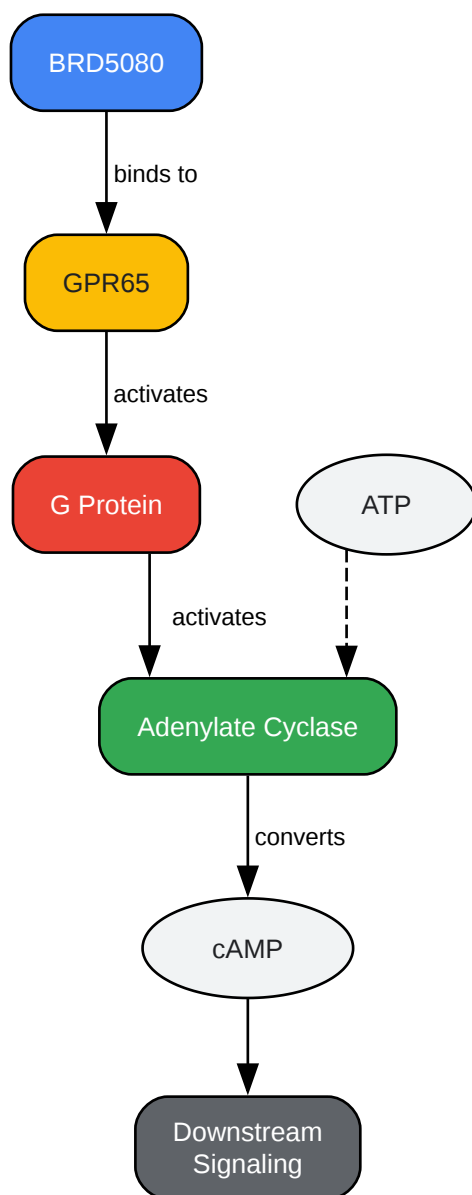 BRD5080
binds to
GPR65
activates
G Protein
ATP
activates
Adenylate Cyclase
converts
cAMP
Downstream
Signaling